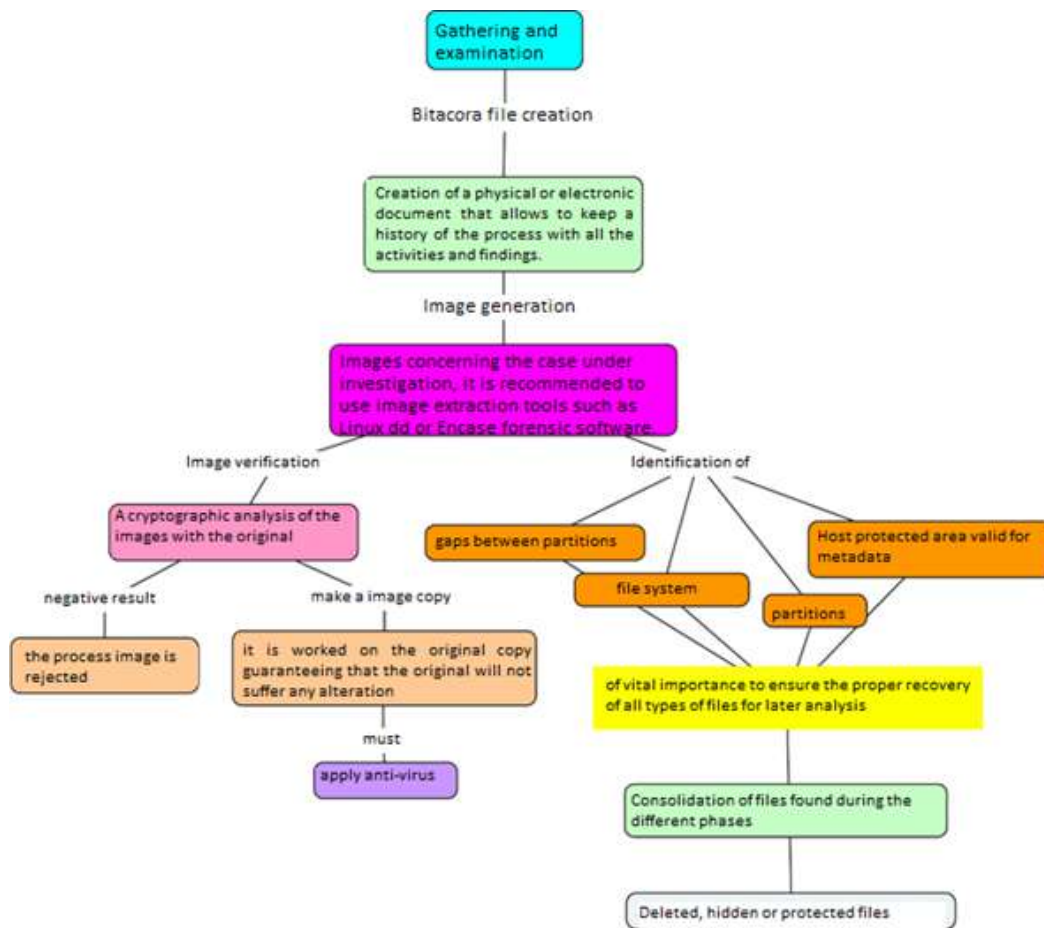 Gathering and
examination
Bitacora file creation
Creation of a physical or electronic
document that allows to keep a
history of the process with all the
activities and findings.
Image generation
Images concerning the case under
investigation, it is recommended to
use image extraction tools such as
Linux dd or Encase forensic software.
Image verification
Identification of
A cryptographic analysis of the
images with the original
gaps between partitions
Host protected area valid for
metadata
file system
partitions
negative result
make a image copy
the process image is
rejected
it is worked on the original copy
guaranteeing that the original will not
suffer any alteration
must
apply anti-virus
of vital importance to ensure the proper recovery
of all types of files for later analysis
Consolidation of files found during the
different phases
Deleted, hidden or protected files